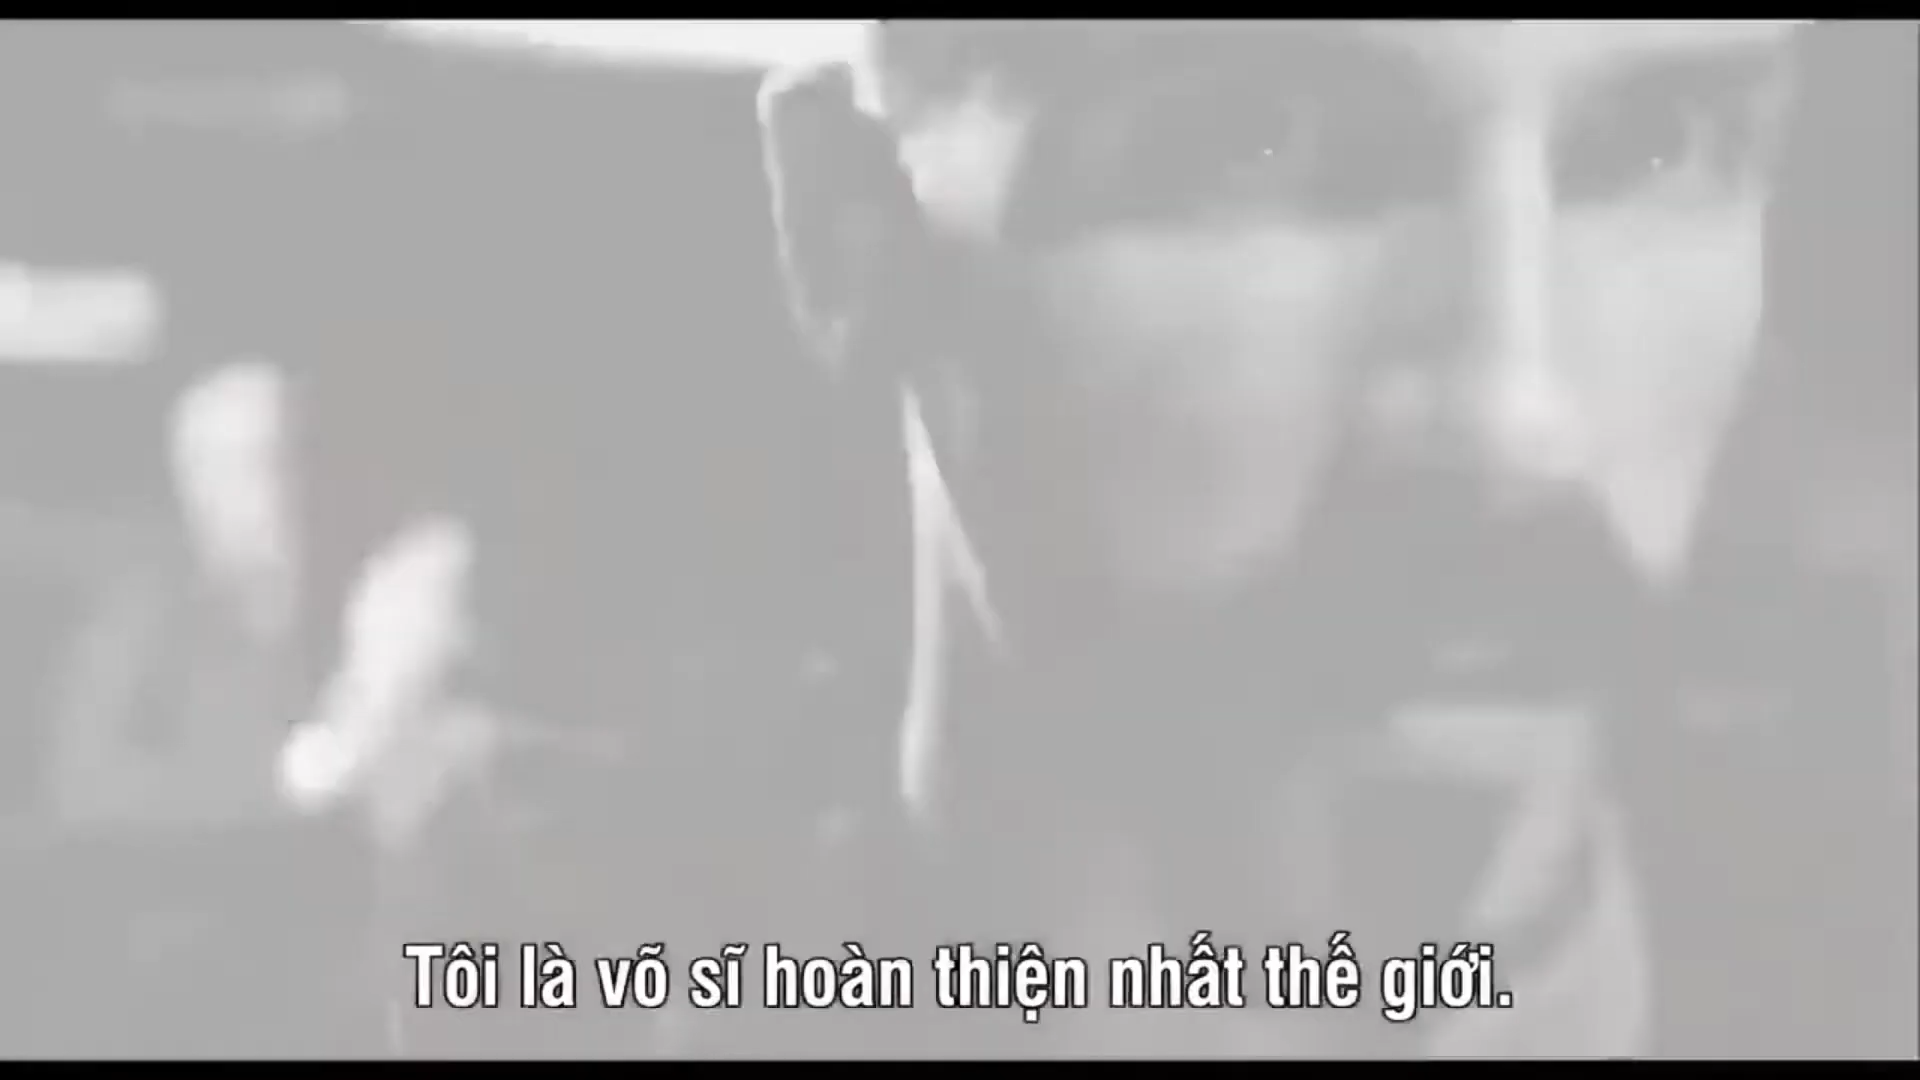 Tôi là võ sĩ hoàn thiện nhất thế giới.